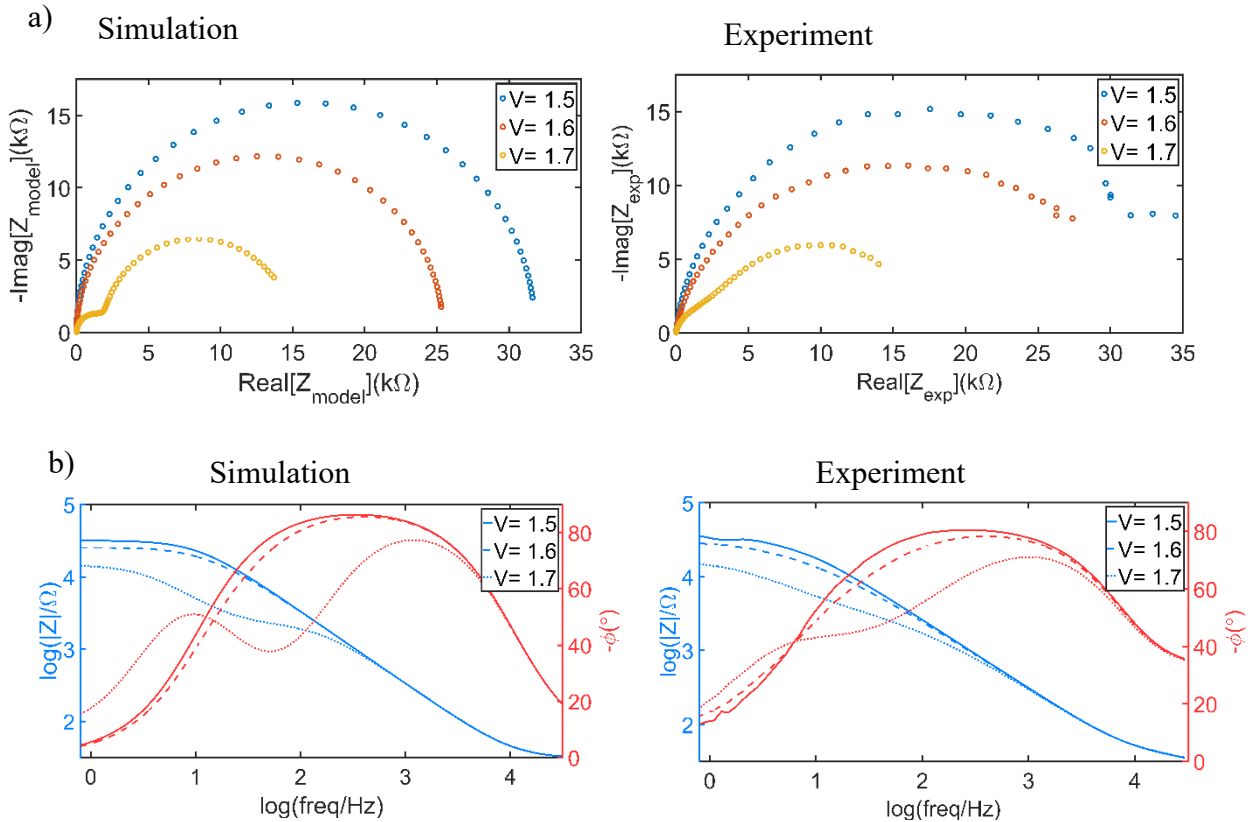 a)
Simulation
Experiment
-Imag[Z_model](kΩ)
15
10
5
0
0 5 10 15 20 25 30 35
Real[Z_model](kΩ)
V= 1.5
V= 1.6
V= 1.7
-Imag[Z_exp](kΩ)
15
10
5
0
0 5 10 15 20 25 30 35
Real[Z_exp](kΩ)
V= 1.5
V= 1.6
V= 1.7
b)
Simulation
Experiment
log(|Z|/Ω)
5
4
3
2
0 1 2 3 4
log(freq/Hz)
80
60
40
20
0
-ϕ(°)
V= 1.5
V= 1.6
V= 1.7
log(|Z|/Ω)
5
4
3
2
0 1 2 3 4
log(freq/Hz)
80
60
40
20
0
-ϕ(°)
V= 1.5
V= 1.6
V= 1.7